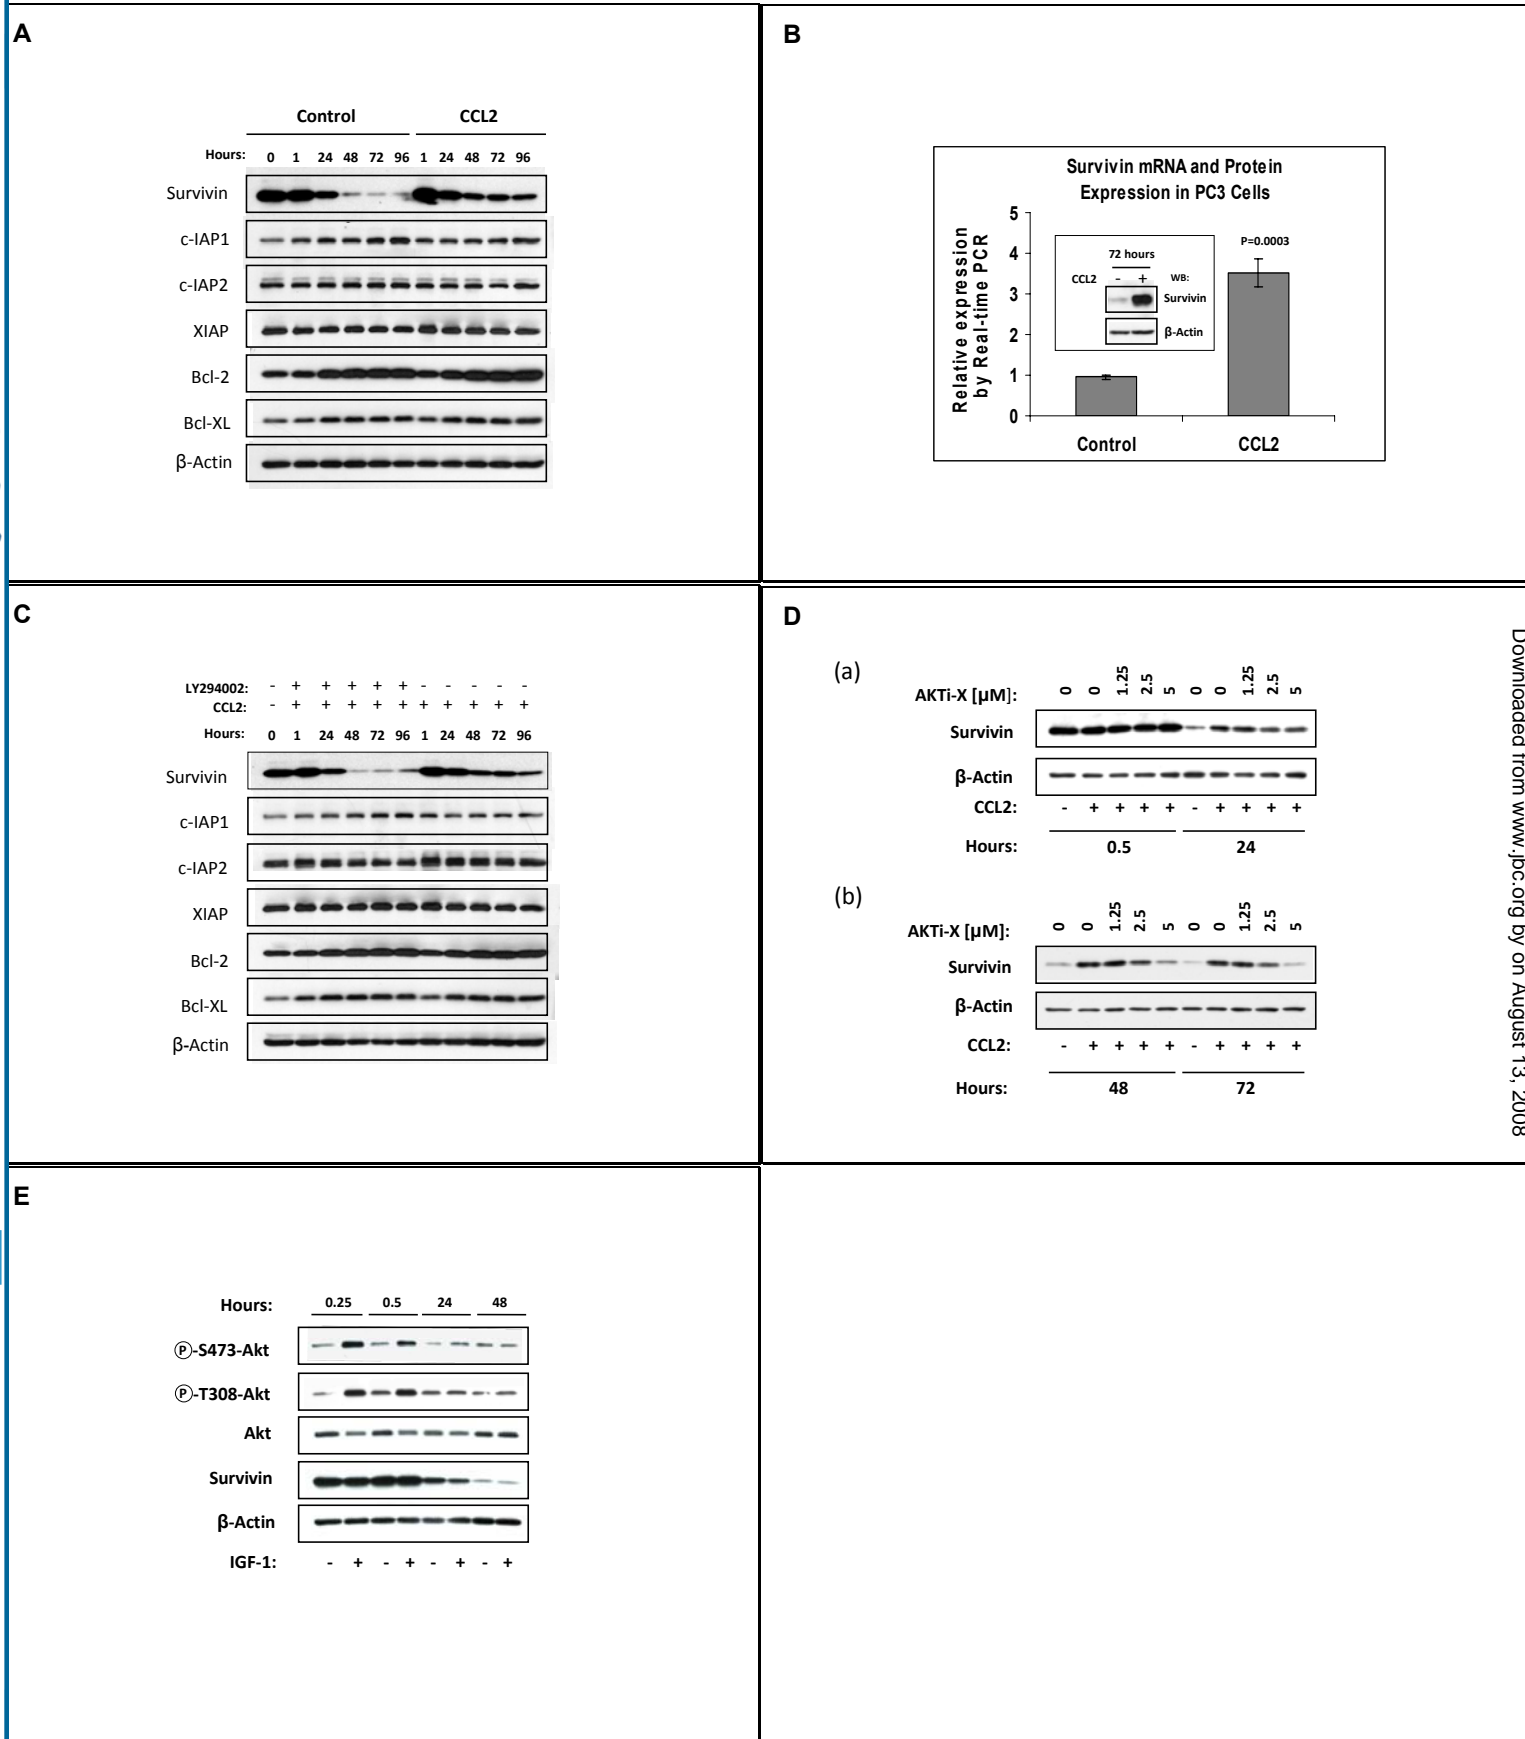 A
Control CCL2
Hours: 0 1 24 48 72 96 1 24 48 72 96
Survivin
c-IAP1
c-IAP2
XIAP
Bcl-2
Bcl-XL
β-Actin
B
Survivin mRNA and Protein
Expression in PC3 Cells
Relative expression
by Real-time PCR
5
4
3
2
1
0
72 hours
CCL2 - + WB:
Survivin
β-Actin
P=0.0003
Control CCL2
C
LY294002: - + + + + + - - - - -
CCL2: - + + + + + + + + + +
Hours: 0 1 24 48 72 96 1 24 48 72 96
Survivin
c-IAP1
c-IAP2
XIAP
Bcl-2
Bcl-XL
β-Actin
D
(a)
AKTi-X [µM]: 0 0 1.25 2.5 5 0 0 1.25 2.5 5
Survivin
β-Actin
CCL2: - + + + + - + + + +
Hours: 0.5 24
(b)
AKTi-X [µM]: 0 0 1.25 2.5 5 0 0 1.25 2.5 5
Survivin
β-Actin
CCL2: - + + + + - + + + +
Hours: 48 72
Downloaded from www.jbc.org by on August 13, 2008
E
Hours: 0.25 0.5 24 48
Ⓟ-S473-Akt
Ⓟ-T308-Akt
Akt
Survivin
β-Actin
IGF-1: - + - + - + - +